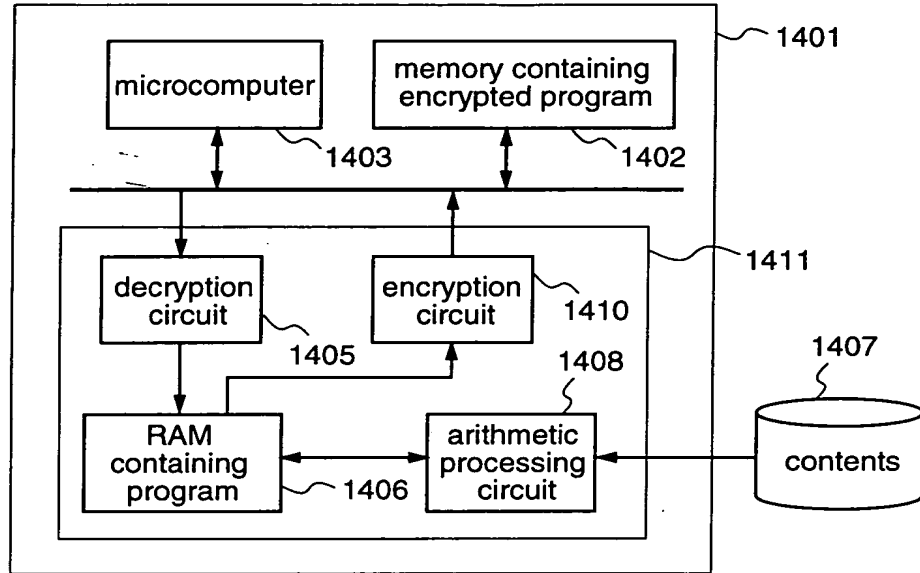 1401
microcomputer
memory containing
encrypted program
1403
1402
1411
decryption
circuit
encryption
circuit
1410
1405
1408
1407
RAM
containing
program
arithmetic
processing
circuit
contents
1406